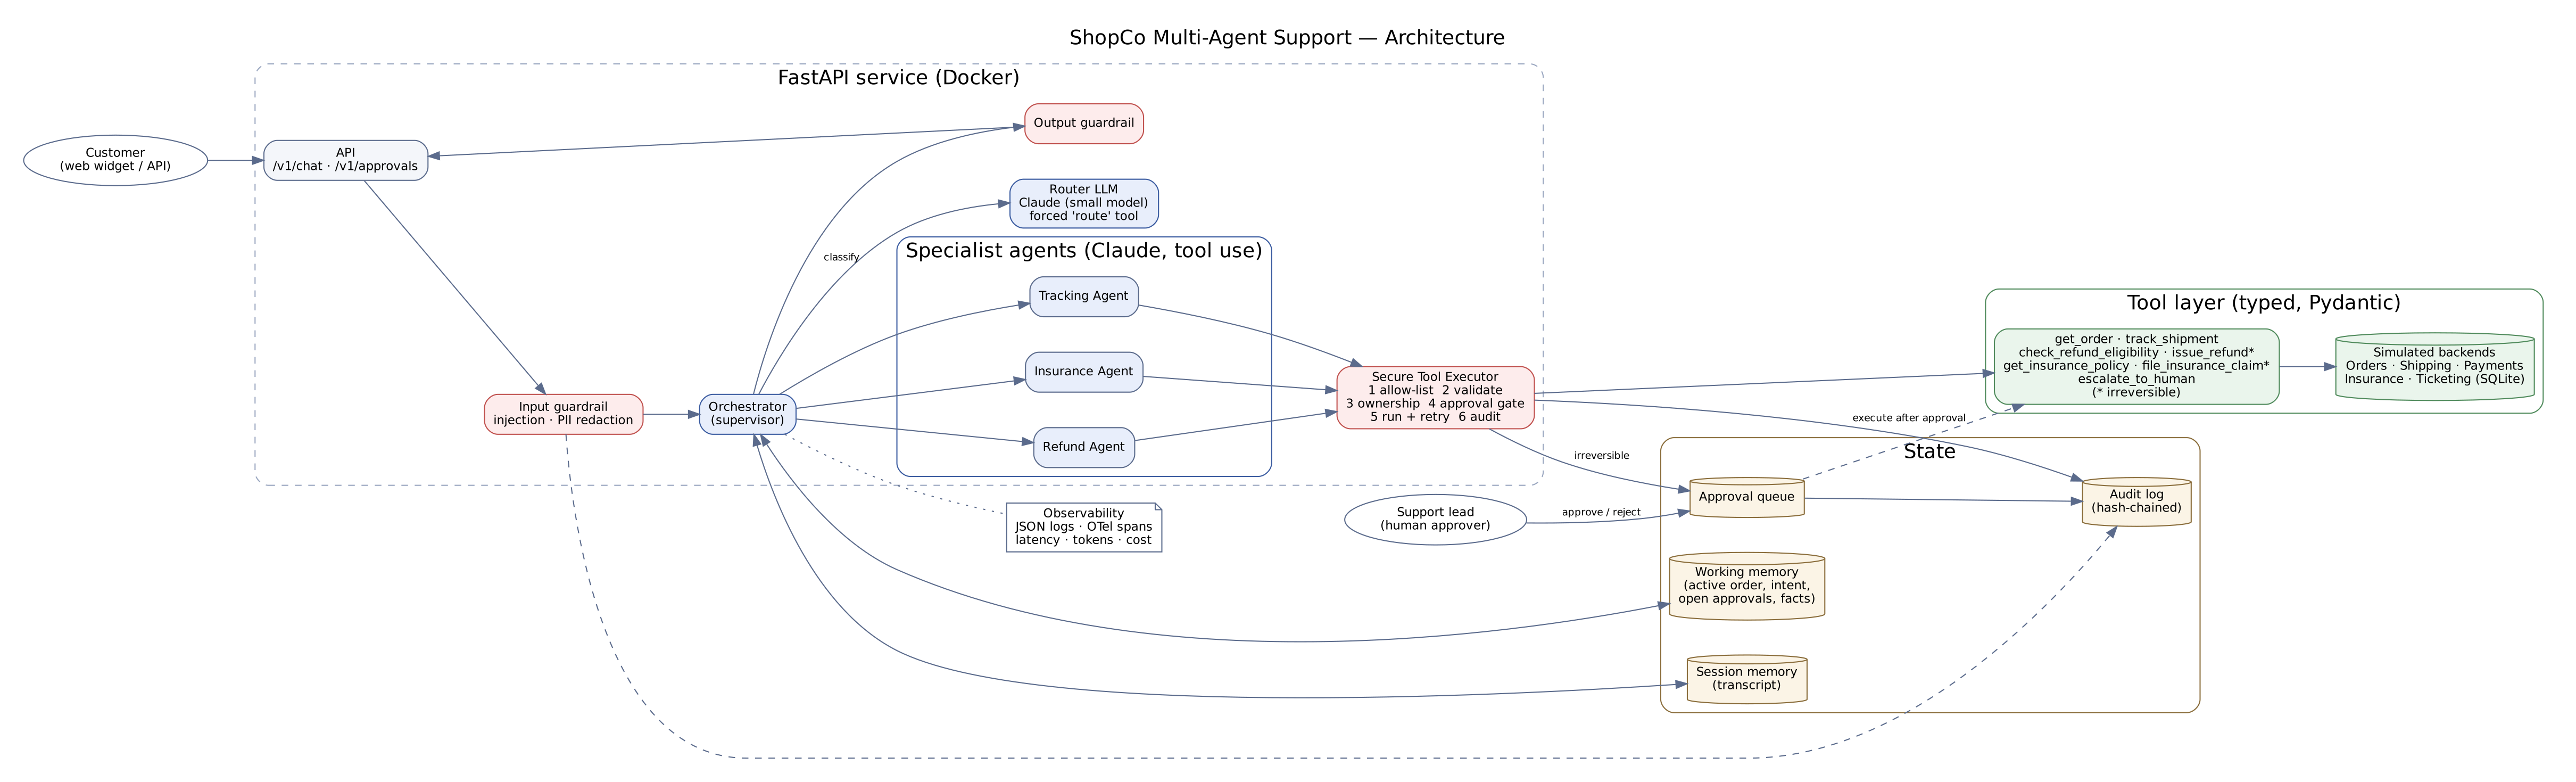 ShopCo Multi-Agent Support — Architecture
FastAPI service (Docker)
Customer
(web widget / API)
API
/v1/chat · /v1/approvals
Output guardrail
Router LLM
Claude (small model)
forced 'route' tool
classify
Specialist agents (Claude, tool use)
Tracking Agent
Insurance Agent
Refund Agent
Input guardrail
injection · PII redaction
Orchestrator
(supervisor)
Secure Tool Executor
1 allow-list  2 validate
3 ownership  4 approval gate
5 run + retry  6 audit
Tool layer (typed, Pydantic)
get_order · track_shipment
check_refund_eligibility · issue_refund*
get_insurance_policy · file_insurance_claim*
escalate_to_human
(* irreversible)
Simulated backends
Orders · Shipping · Payments
Insurance · Ticketing (SQLite)
execute after approval
irreversible
State
Approval queue
Audit log
(hash-chained)
Support lead
(human approver)
approve / reject
Observability
JSON logs · OTel spans
latency · tokens · cost
Working memory
(active order, intent,
open approvals, facts)
Session memory
(transcript)